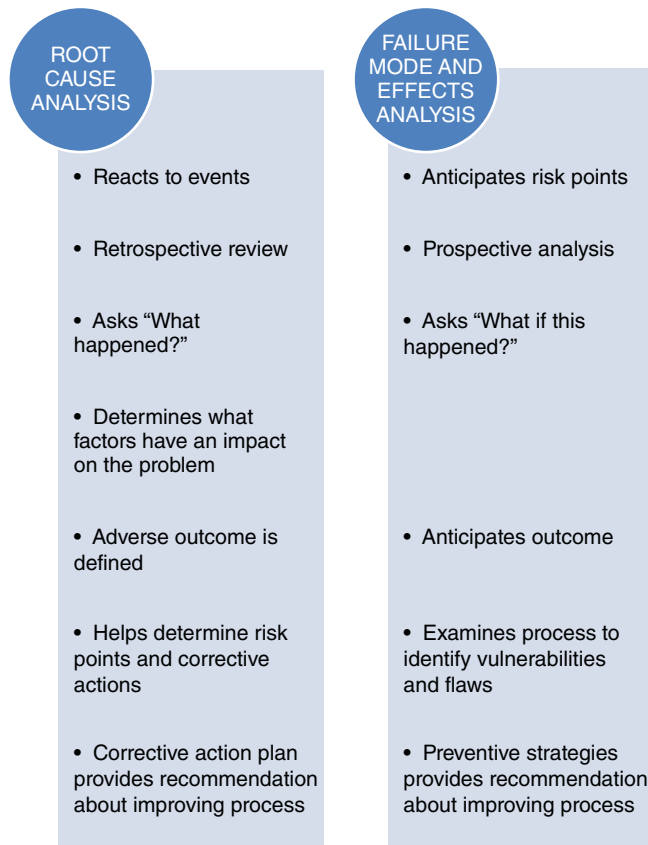 ROOT
CAUSE
ANALYSIS
• Reacts to events
• Retrospective review
• Asks “What
happened?”
• Determines what
factors have an impact
on the problem
• Adverse outcome is
defined
• Helps determine risk
points and corrective
actions
• Corrective action plan
provides recommendation
about improving process
FAILURE
MODE AND
EFFECTS
ANALYSIS
• Anticipates risk points
• Prospective analysis
• Asks “What if this
happened?”
• Anticipates outcome
• Examines process to
identify vulnerabilities
and flaws
• Preventive strategies
provides recommendation
about improving process